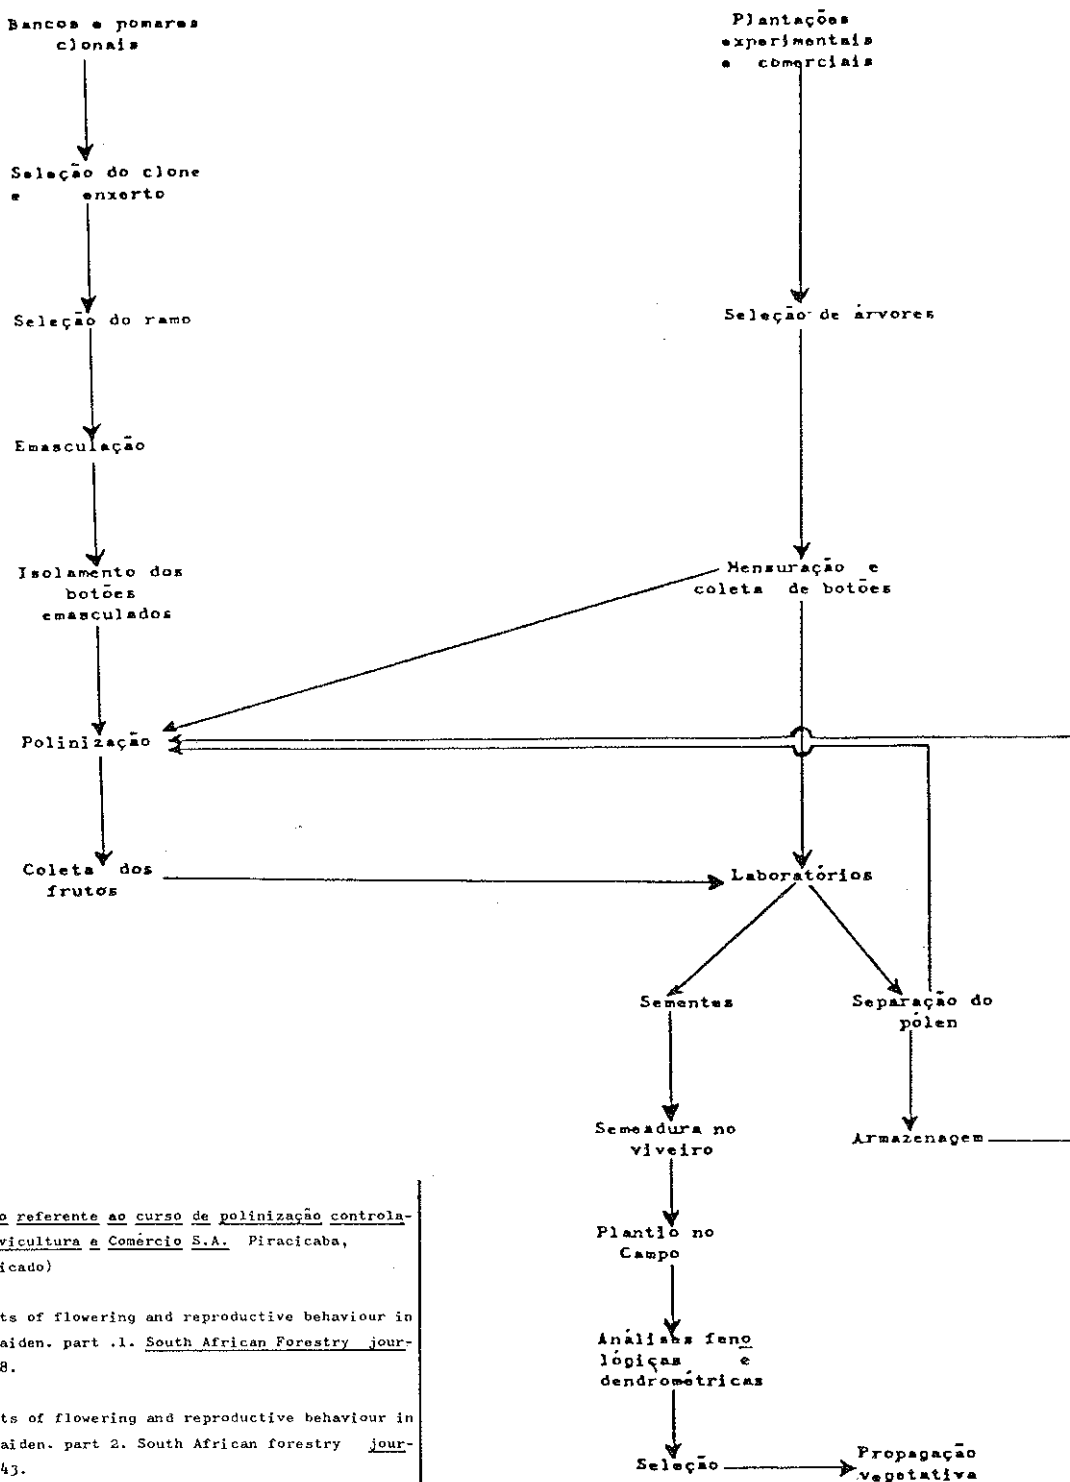 Bancos e pomares
clonais
Plantações
experimentais
e comerciais
Seleção do clone
e enxerto
Seleção do ramo
Seleção de árvores
Emasculação
Isolamento dos
botões
emasculados
Mensuração e
coleta de botões
Polinização
Coleta dos
frutos
Laboratórios
Sementes
Separação do
pólen
Semeadura no
viveiro
Armazenagem
Plantio no
Campo
Análises feno
lógicas e
dendrométricas
Seleção
Propagação
vegetativa
o referente ao curso de polinização controla-
vicultura e Comércio S.A. Piracicaba,
icado)
ts of flowering and reproductive behaviour in
aiden. part .1. South African Forestry jour-
8.
ts of flowering and reproductive behaviour in
aiden. part 2. South African forestry jour-
43.